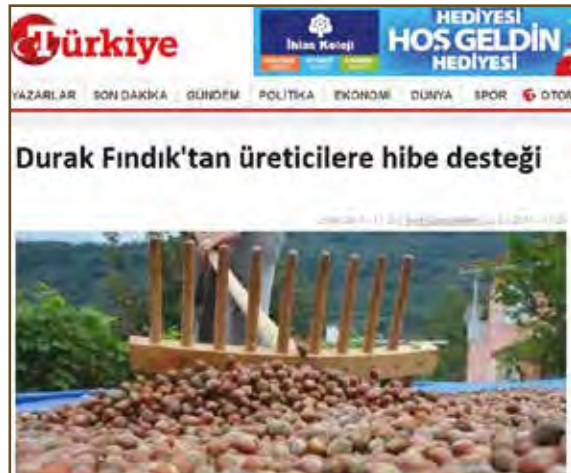 Türkiye
İhlas Koleji
HEDİYESİ
HOŞ GELDİN
HEDİYESİ
YAZARLAR SON DAKİKA GÜNDEM POLİTİKA EKONOMİ DÜNYA SPOR OTOM
Durak Fındık'tan üreticilere hibe desteği